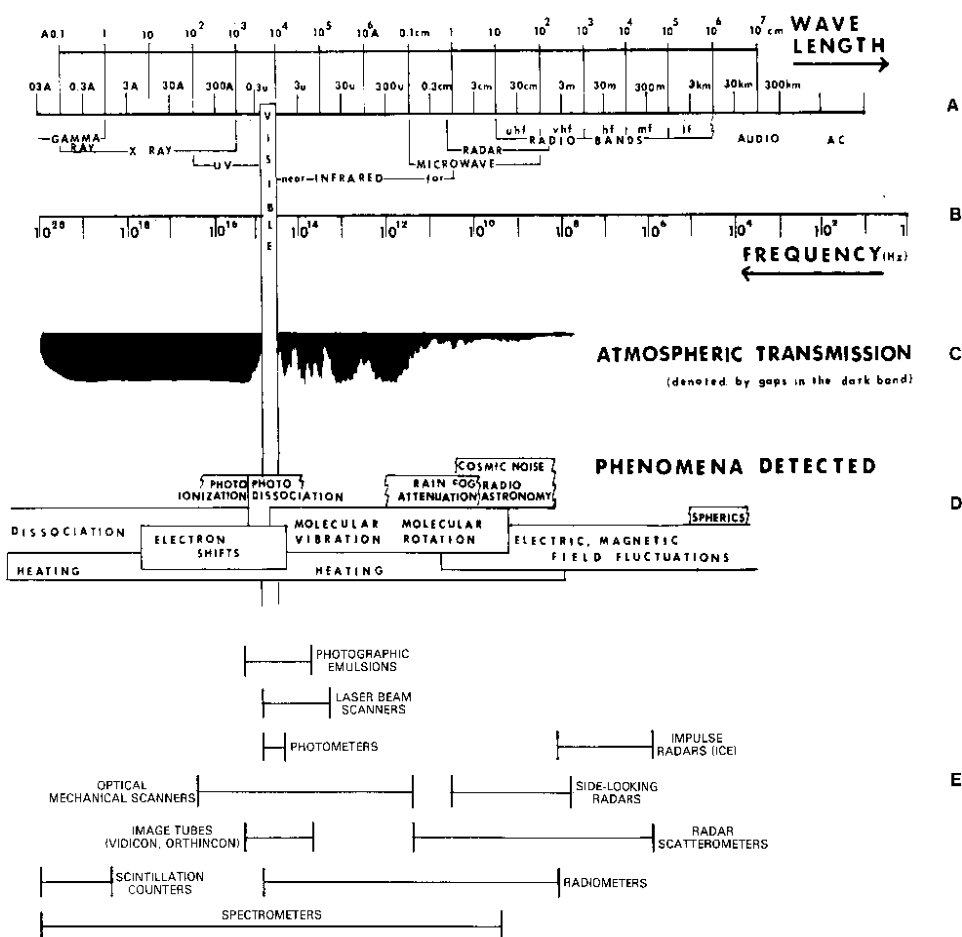 A0.1 1 10 10² 10³ 10⁴ 10⁵ 10⁶A 0.1cm 1 10 10² 10³ 10⁴ 10⁵ 10⁶ 10⁷cm WAVE
LENGTH
03A 0.3A 3A 30A 300A 0.3u 3u 30u 300u 0.3cm 3cm 30cm 3m 30m 300m 3km 30km 300km
A
GAMMA
RAY
X RAY
UV
VISIBLE
near INFRARED far
MICROWAVE
RADAR
uhf vhf hf mf lf
RADIO BANDS
AUDIO
AC
B
10²⁰ 10¹⁸ 10¹⁶ 10¹⁴ 10¹² 10¹⁰ 10⁸ 10⁶ 10⁴ 10² 1
FREQUENCY(Hz)
ATMOSPHERIC TRANSMISSION
(denoted by gaps in the dark band)
C
PHENOMENA DETECTED
COSMIC NOISE
PHOTO
IONIZATION
PHOTO
DISSOCIATION
RAIN FOG
ATTENUATION
RADIO
ASTRONOMY
D
DISSOCIATION
ELECTRON
SHIFTS
MOLECULAR
VIBRATION
MOLECULAR
ROTATION
SPHERICS
ELECTRIC, MAGNETIC
FIELD FLUCTUATIONS
HEATING
HEATING
PHOTOGRAPHIC
EMULSIONS
LASER BEAM
SCANNERS
PHOTOMETERS
IMPULSE
RADARS (ICE)
OPTICAL
MECHANICAL SCANNERS
SIDE-LOOKING
RADARS
E
IMAGE TUBES
(VIDICON, ORTHINCON)
RADAR
SCATTEROMETERS
SCINTILLATION
COUNTERS
RADIOMETERS
SPECTROMETERS